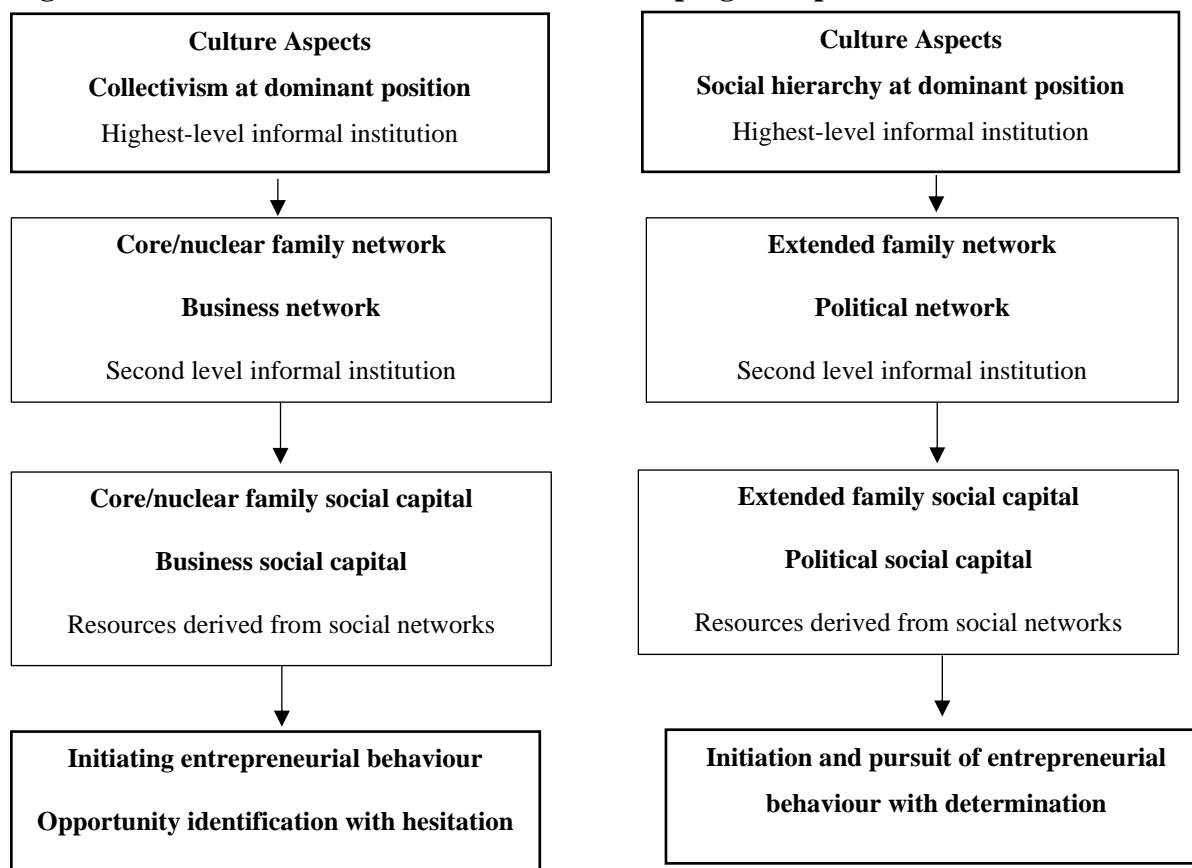 Culture Aspects
Collectivism at dominant position
Highest-level informal institution
Core/nuclear family network
Business network
Second level informal institution
Core/nuclear family social capital
Business social capital
Resources derived from social networks
Initiating entrepreneurial behaviour
Opportunity identification with hesitation
Culture Aspects
Social hierarchy at dominant position
Highest-level informal institution
Extended family network
Political network
Second level informal institution
Extended family social capital
Political social capital
Resources derived from social networks
Initiation and pursuit of entrepreneurial
behaviour with determination